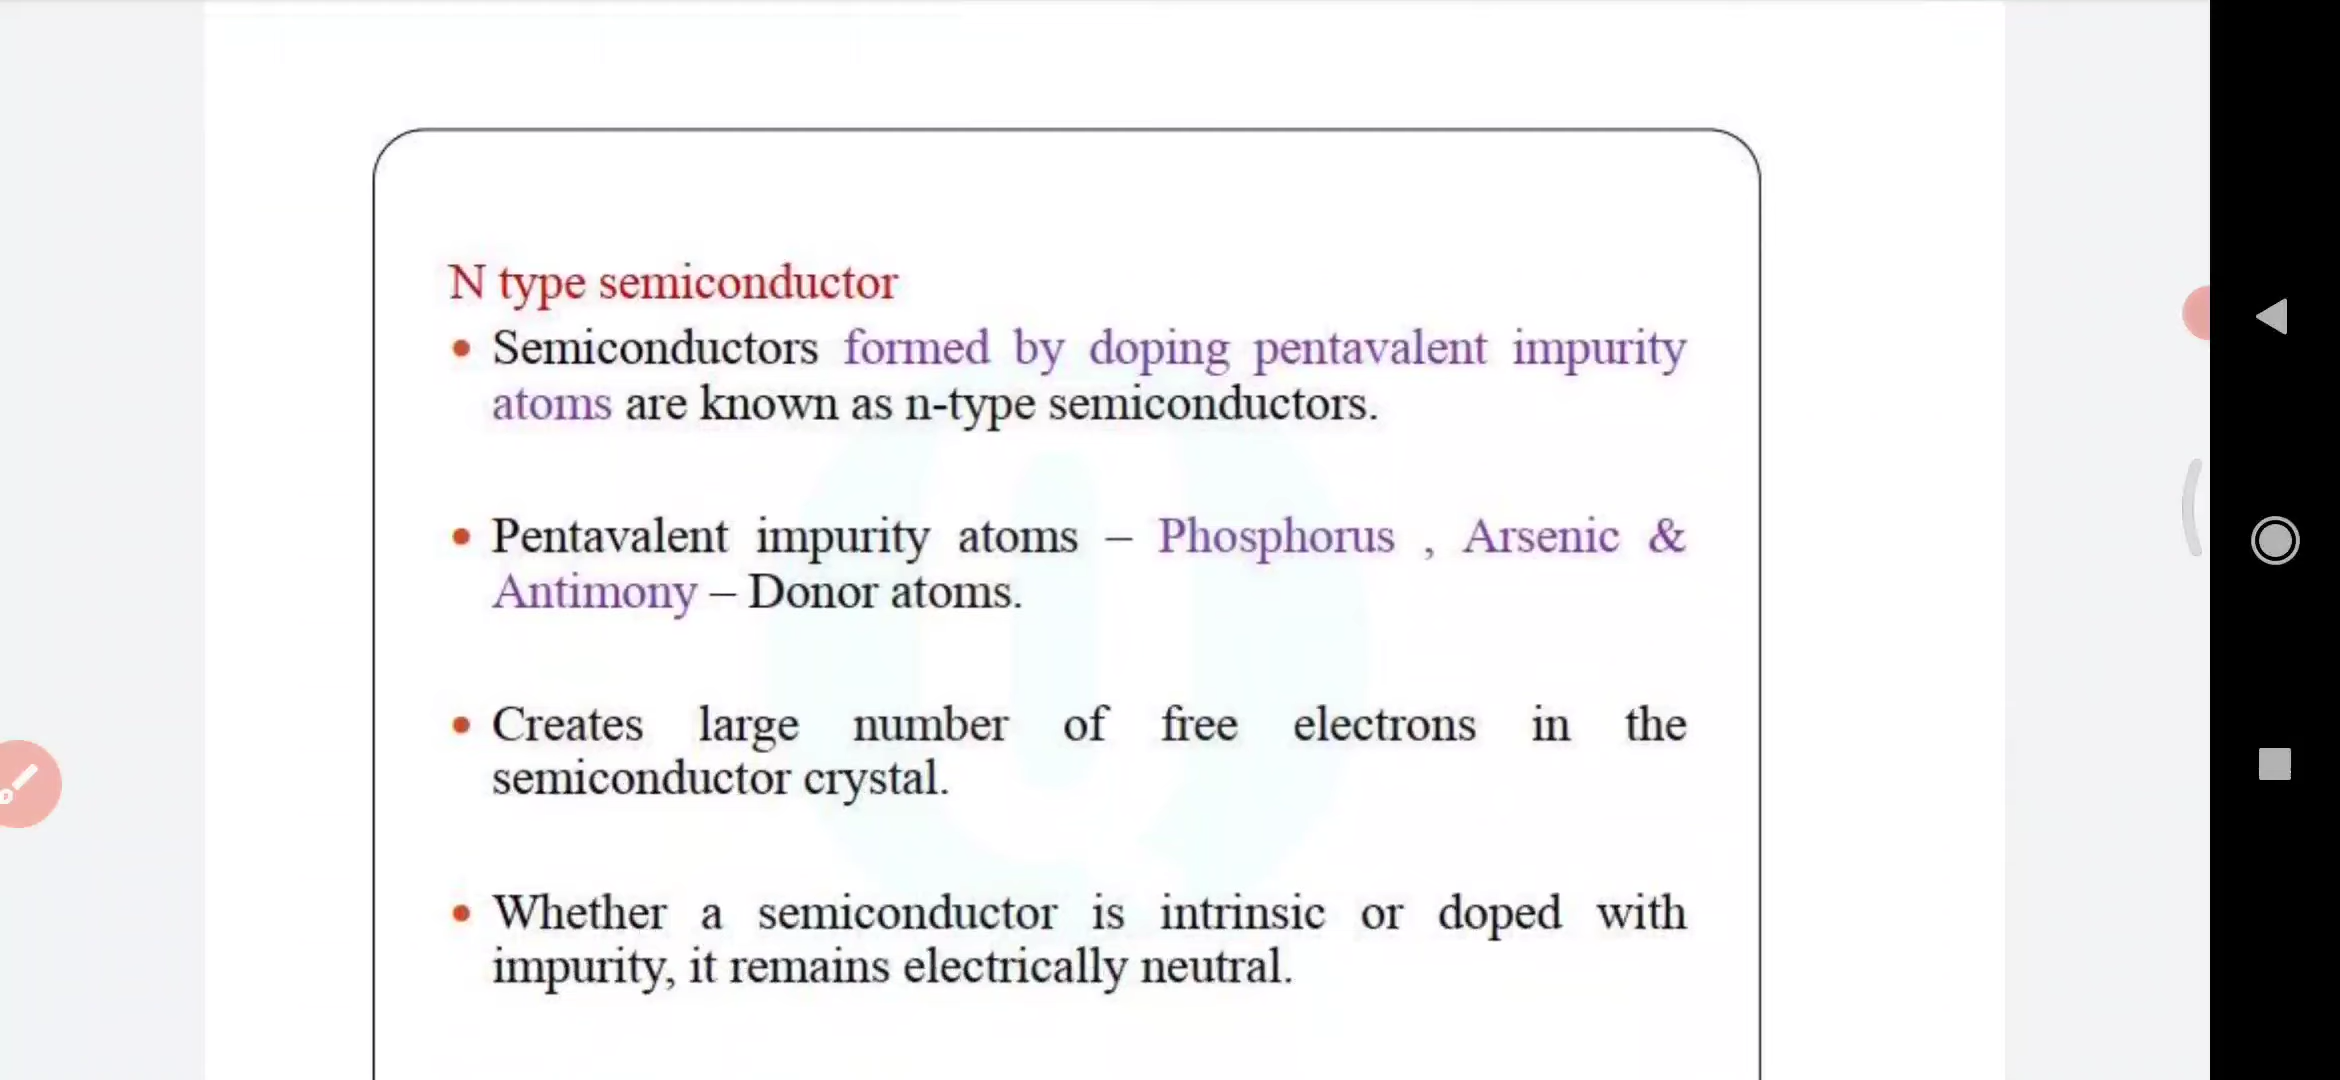 N type semiconductor
• Semiconductors formed by doping pentavalent impurity
atoms are known as n-type semiconductors.
• Pentavalent impurity atoms – Phosphorus , Arsenic &
Antimony – Donor atoms.
• Creates large number of free electrons in the
semiconductor crystal.
• Whether a semiconductor is intrinsic or doped with
impurity, it remains electrically neutral.